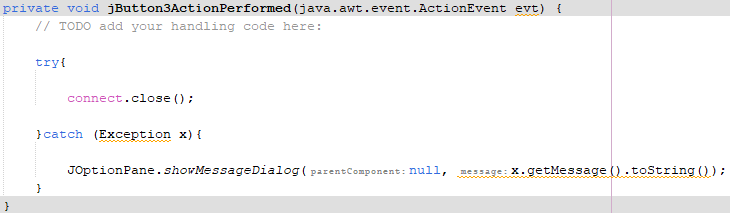 private void jButton3ActionPerformed(java.awt.event.ActionEvent evt) {
// TODO add your handling code here:
try{
connect.close();
}catch (Exception x){
JOptionPane.showMessageDialog(parentComponent: null, message: x.getMessage().toString());
}
}